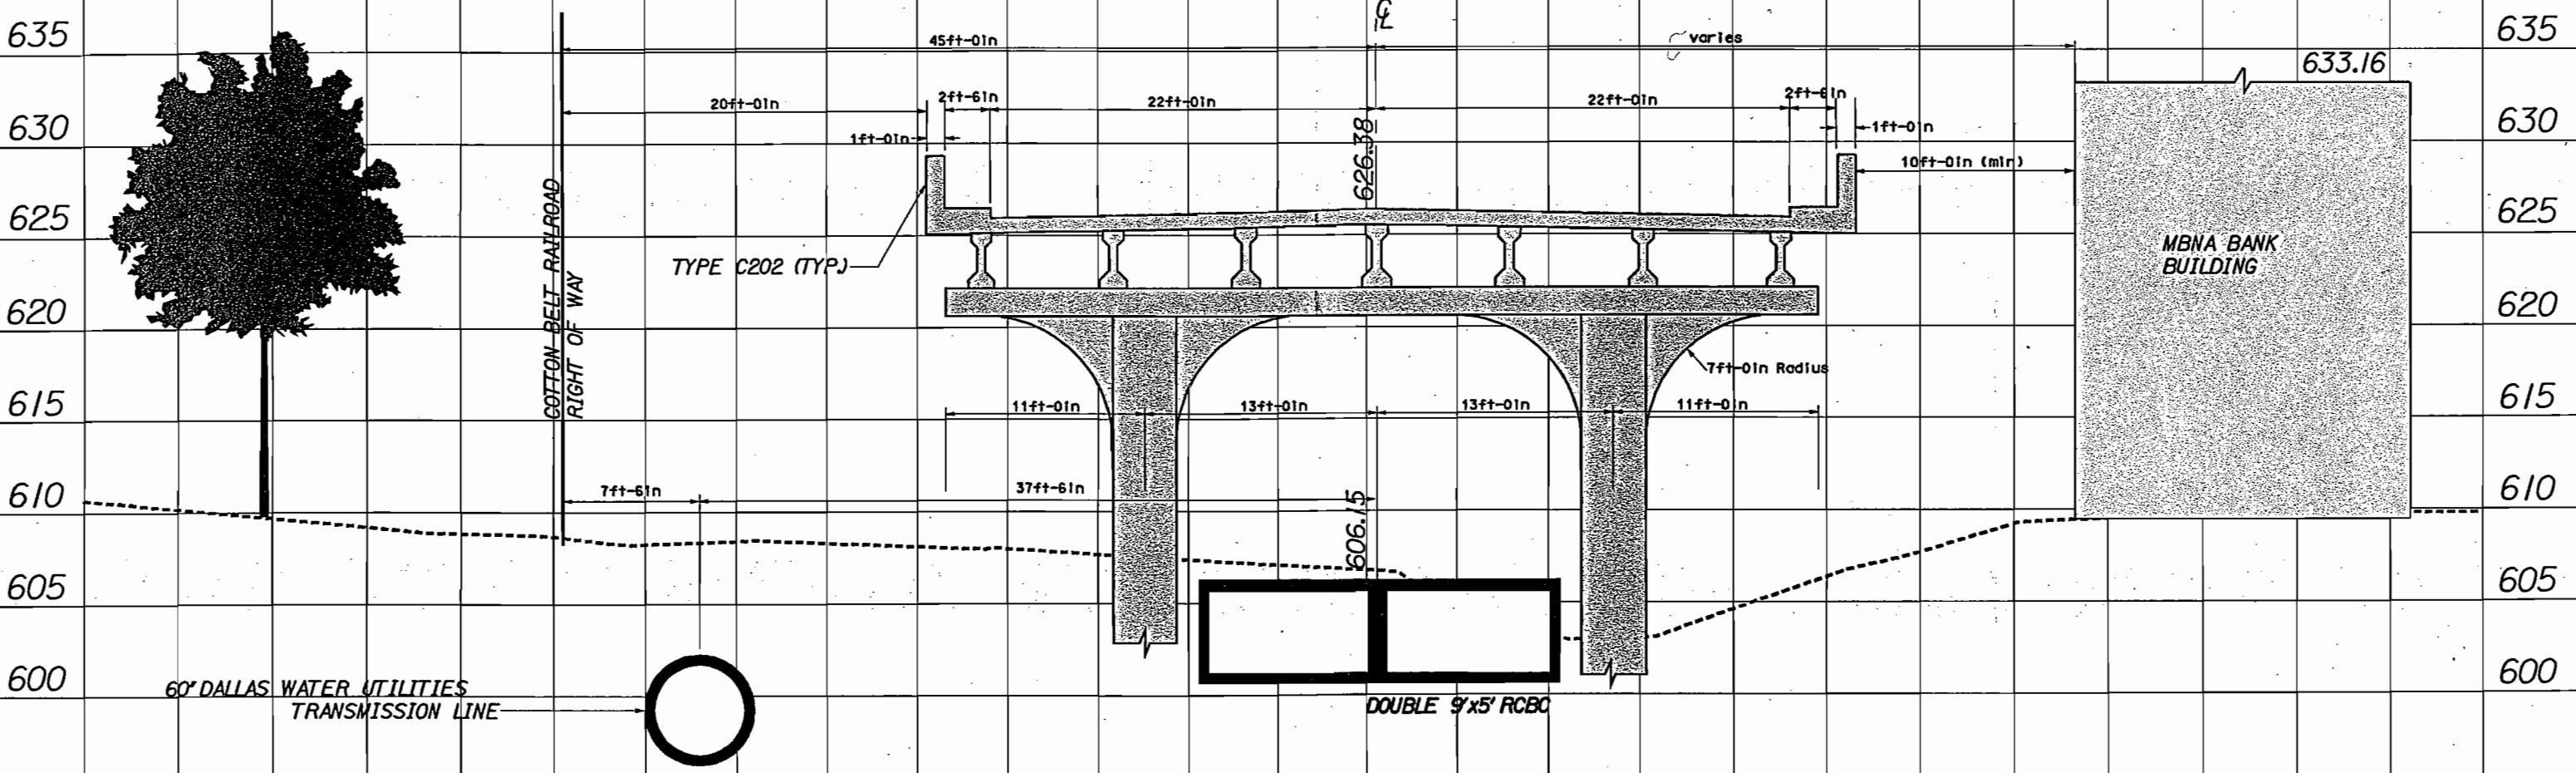 ℄
635
45ft-0in
varies
635
633.16
20ft-0in
2ft-6in
22ft-0in
22ft-0in
2ft-6in
630
1ft-0in
626.38
1ft-0in
630
10ft-0in (min)
625
COTTON BELT RAILROAD
RIGHT OF WAY
TYPE C202 (TYP.)
MBNA BANK
BUILDING
625
620
620
7ft-0in Radius
615
11ft-0in
13ft-0in
13ft-0in
11ft-0in
615
610
7ft-6in
37ft-6in
606.15
610
605
605
600
60" DALLAS WATER UTILITIES
TRANSMISSION LINE
DOUBLE 9'x5' RCBC
600